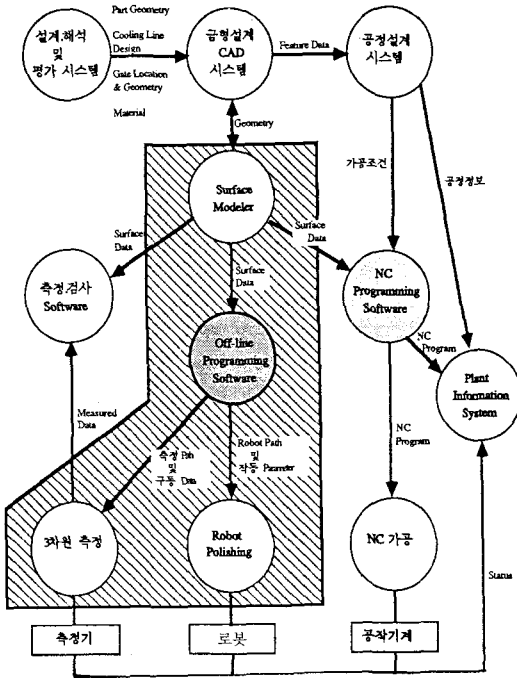 Part Geometry
Cooling Line
Design
Gate Location
& Geometry
Material
설계.해석
및
평가 시스템
금형설계
CAD
시스템
Feature Data
공정설계
시스템
Geometry
가공조건
공정정보
Surface
Modeler
Surface
Data
Surface
Data
Surface
Data
측정.검사
Software
NC
Programming
Software
Off-line
Programming
Software
NC
Program
Plant
Information
System
Measured
Data
측정 Path
및
구동 Data
Robot Path
및
작동 Parameter
NC
Program
3차원 측정
Robot
Polishing
NC 가공
Status
측정기
로봇
공작기계